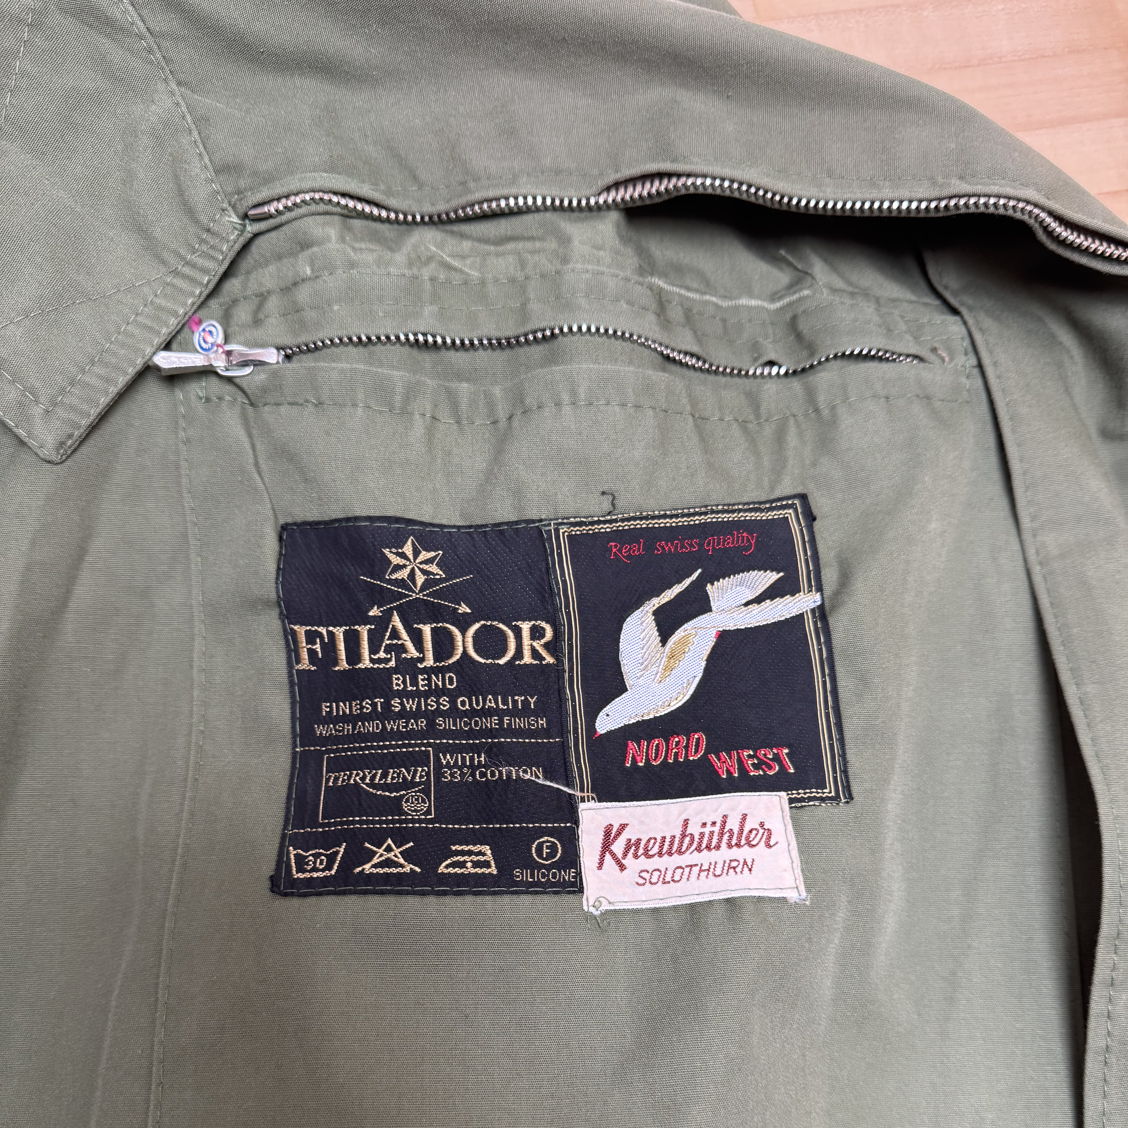 FILADOR
BLEND
FINEST SWISS QUALITY
WASH AND WEAR SILICONE FINISH
TERYLENE
ICI
WITH
33% COTTON
30
F
SILICONE
Real swiss quality
NORD
WEST
Kneubühler
SOLOTHURN